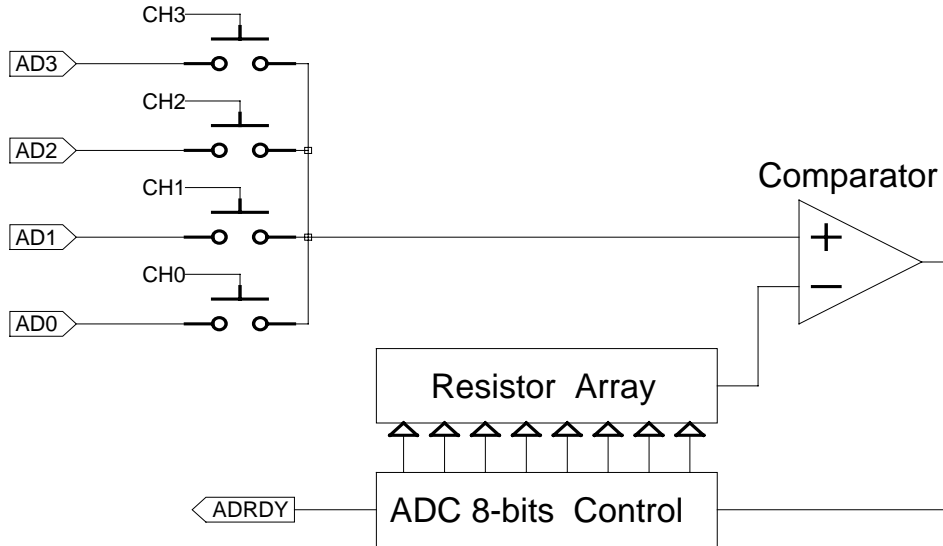 CH3
AD3
CH2
AD2
CH1
AD1
CH0
AD0
Comparator
+
−
Resistor Array
ADC 8-bits Control
ADRDY